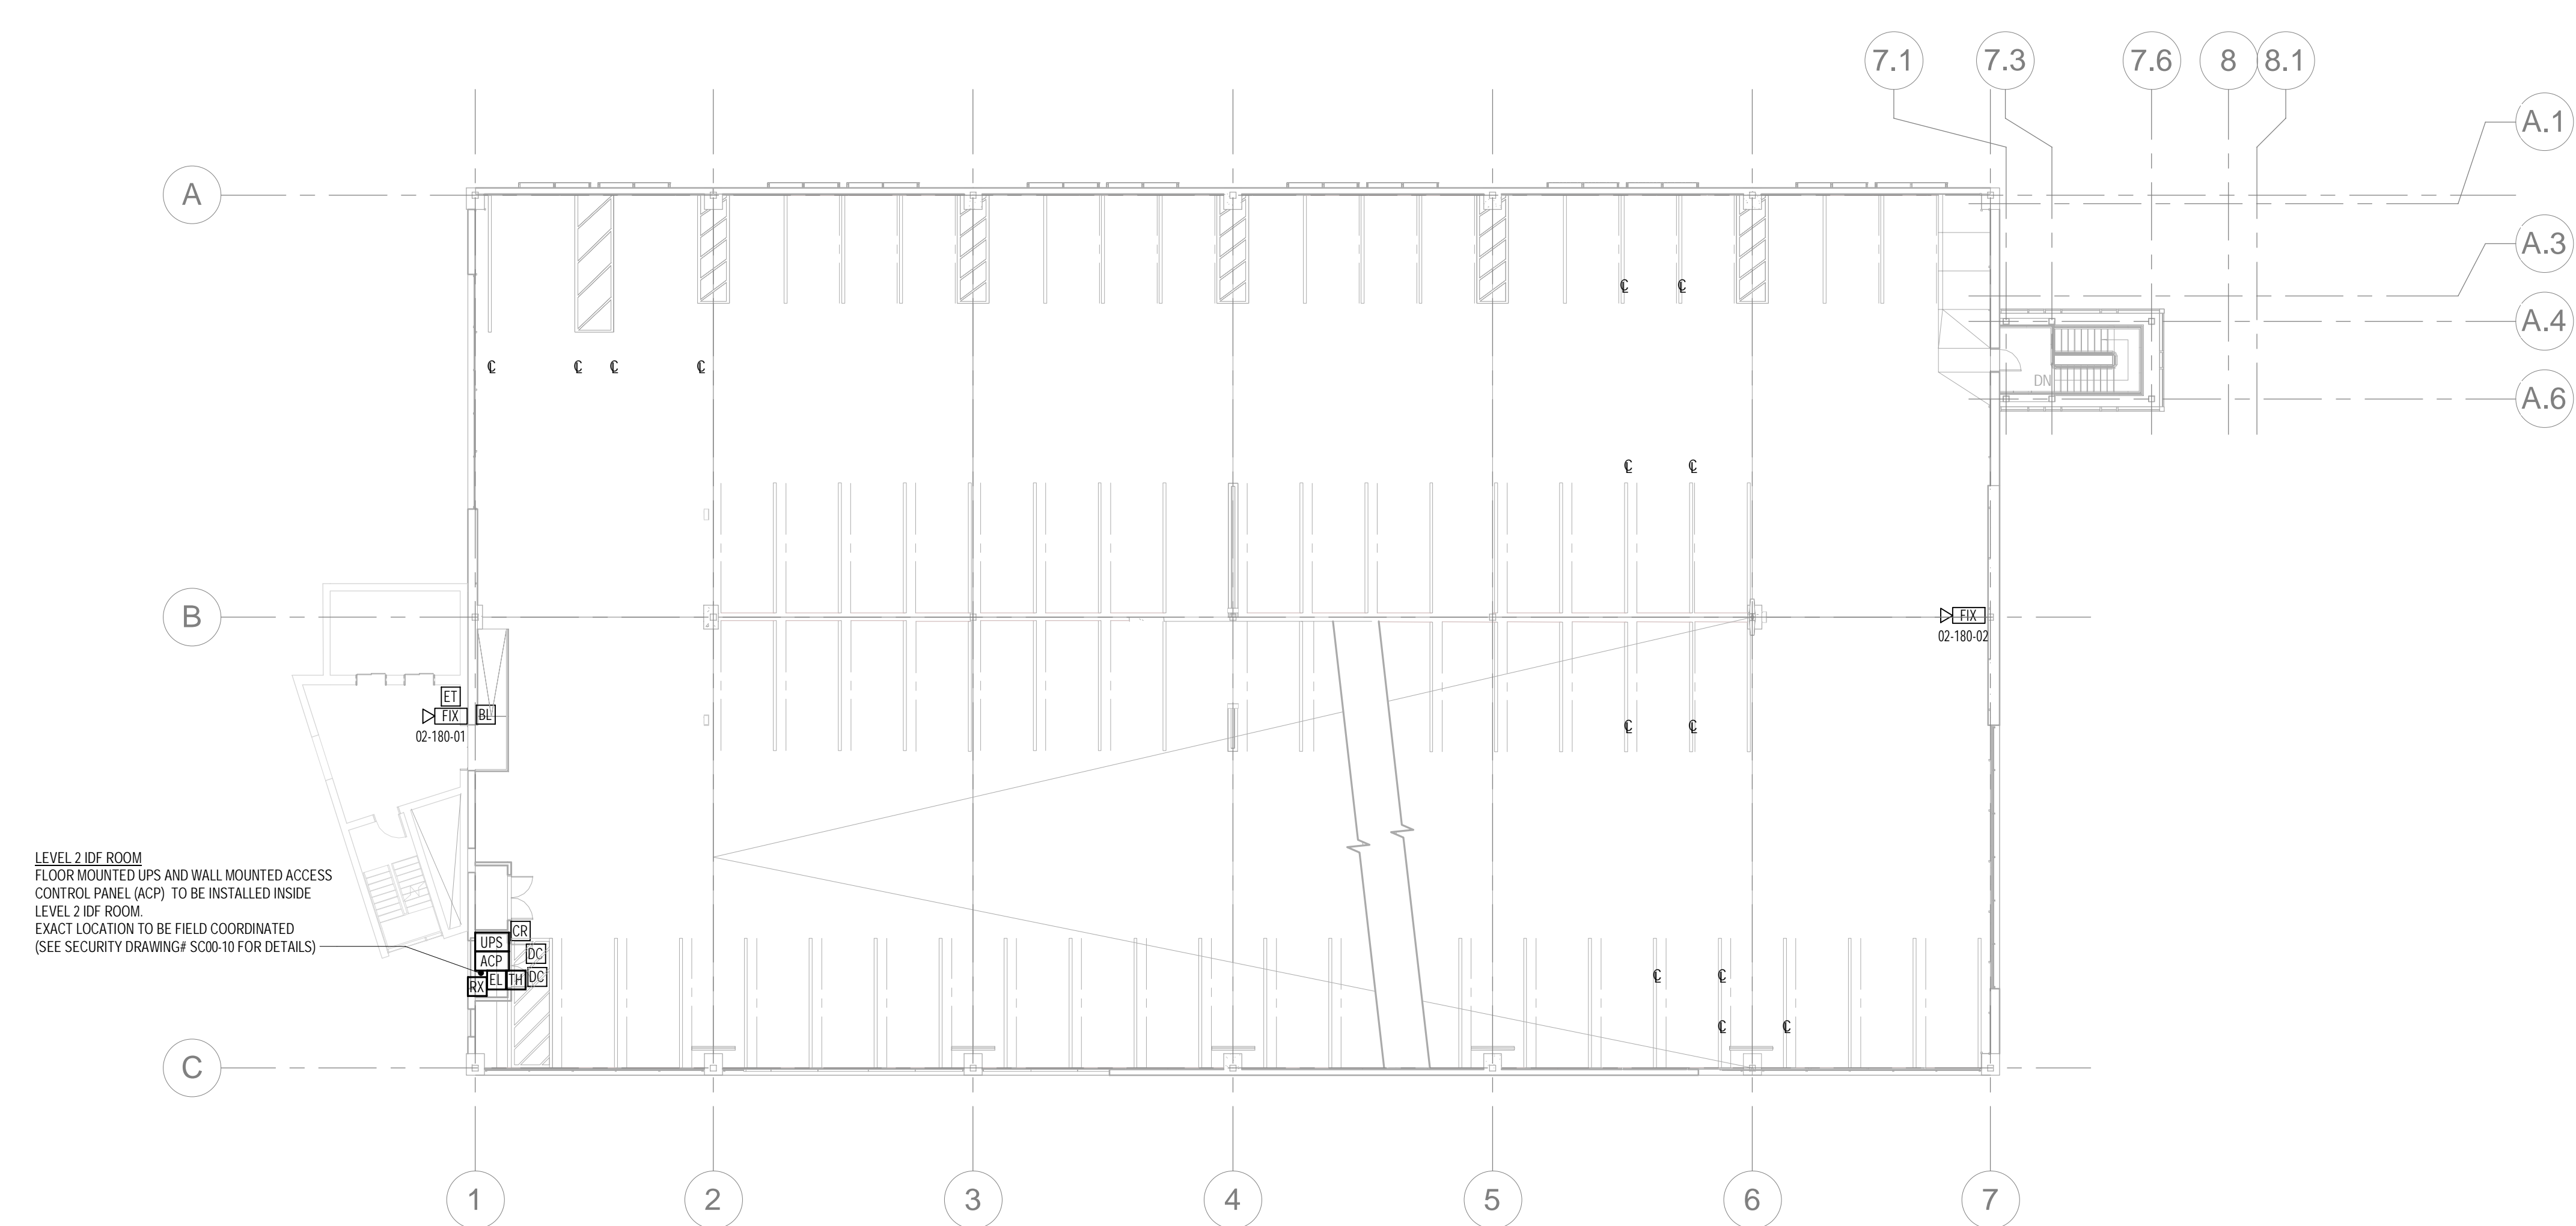 7.1
7.3
7.6
8
8.1
A.1
A
A.3
A.4
DN
A.6
B
FIX
02-180-02
ET
FIX
BL
02-180-01
LEVEL 2 IDF ROOM
FLOOR MOUNTED UPS AND WALL MOUNTED ACCESS
CONTROL PANEL (ACP) TO BE INSTALLED INSIDE
LEVEL 2 IDF ROOM.
EXACT LOCATION TO BE FIELD COORDINATED
(SEE SECURITY DRAWING# SC00-10 FOR DETAILS)
CR
UPS
DC
ACP
EL
TH
DC
RX
C
1
2
3
4
5
6
7